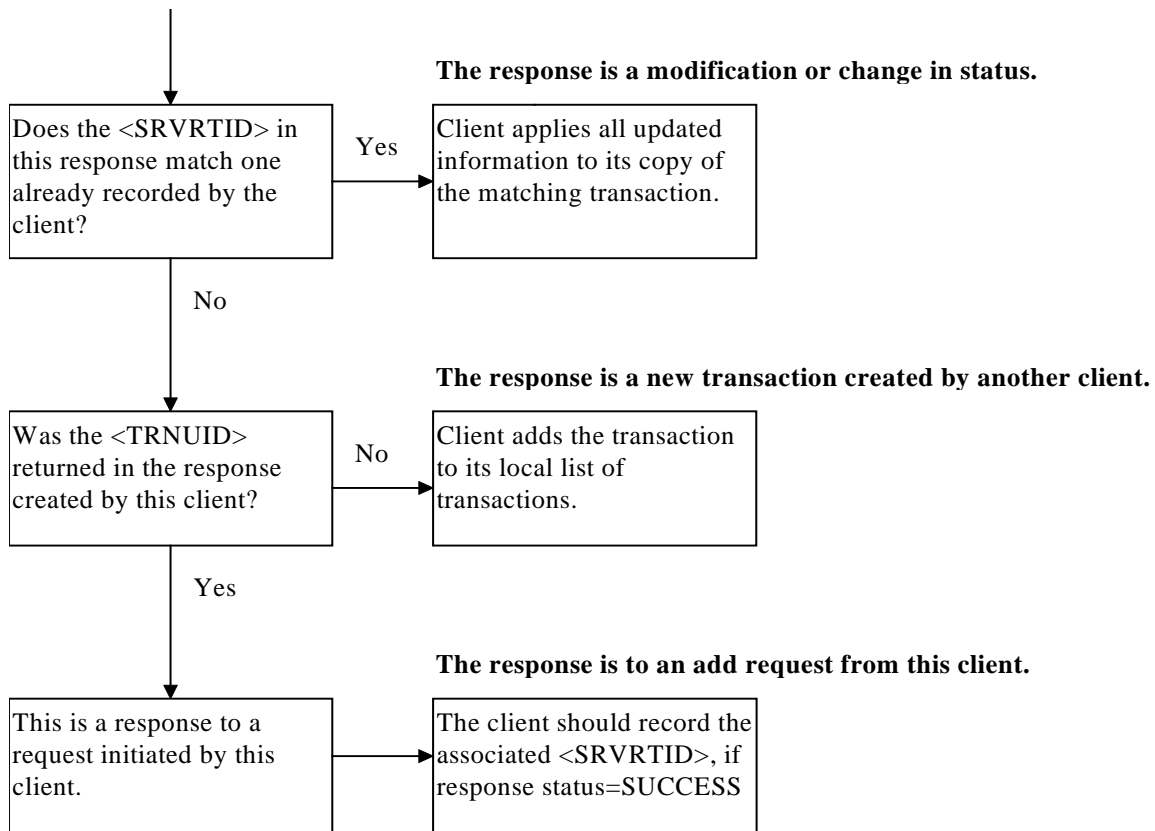 The response is a modification or change in status.
Does the <SRVRTID> in
this response match one
already recorded by the
client?
Yes
Client applies all updated
information to its copy of
the matching transaction.
No
The response is a new transaction created by another client.
Was the <TRNUID>
returned in the response
created by this client?
No
Client adds the transaction
to its local list of
transactions.
Yes
The response is to an add request from this client.
This is a response to a
request initiated by this
client.
The client should record the
associated <SRVRTID>, if
response status=SUCCESS